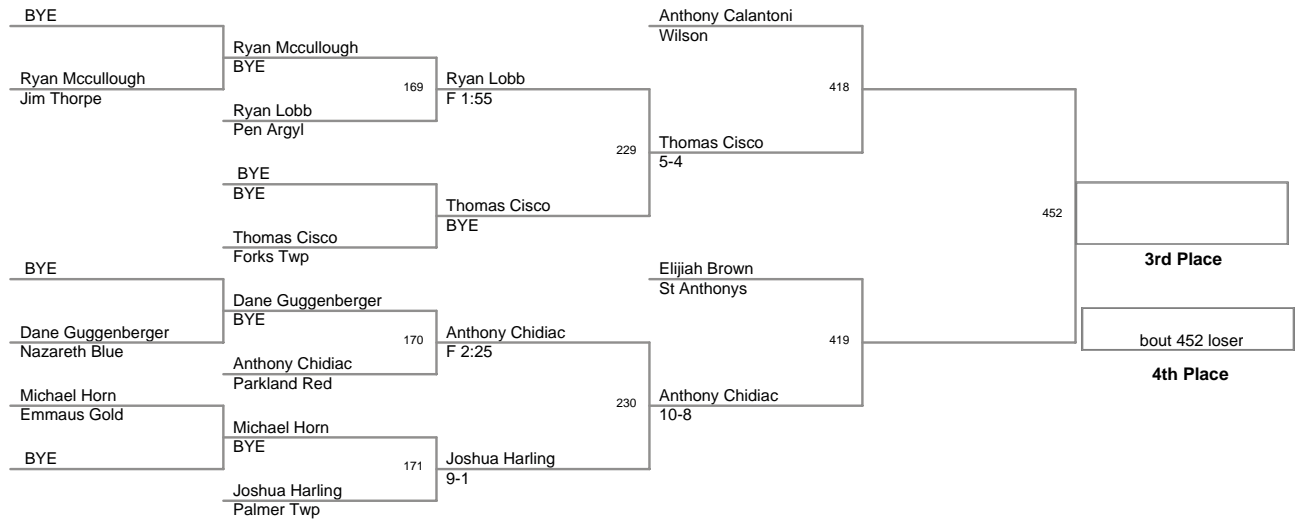 BYE
Anthony Calantoni
Wilson
Ryan Mccullough
BYE
Ryan Mccullough
Jim Thorpe
169
Ryan Lobb
F 1:55
418
Ryan Lobb
Pen Argyl
229
Thomas Cisco
5-4
BYE
BYE
Thomas Cisco
BYE
452
Thomas Cisco
Forks Twp
3rd Place
BYE
Elijiah Brown
St Anthonys
Dane Guggenberger
BYE
Dane Guggenberger
Nazareth Blue
170
Anthony Chidiac
F 2:25
419
bout 452 loser
Anthony Chidiac
Parkland Red
4th Place
Michael Horn
Emmaus Gold
230
Anthony Chidiac
10-8
Michael Horn
BYE
BYE
171
Joshua Harling
9-1
Joshua Harling
Palmer Twp